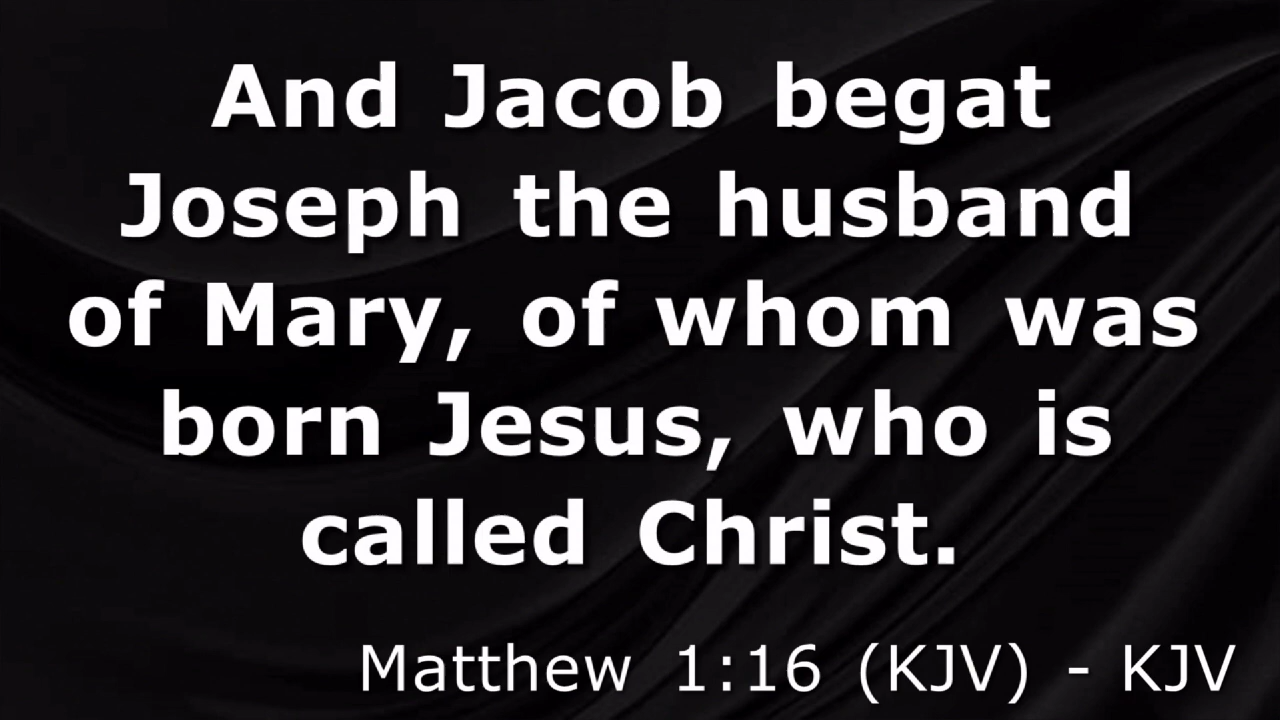 And Jacob begat
Joseph the husband
of Mary, of whom was
born Jesus, who is
called Christ.
Matthew 1:16 (KJV) - KJV